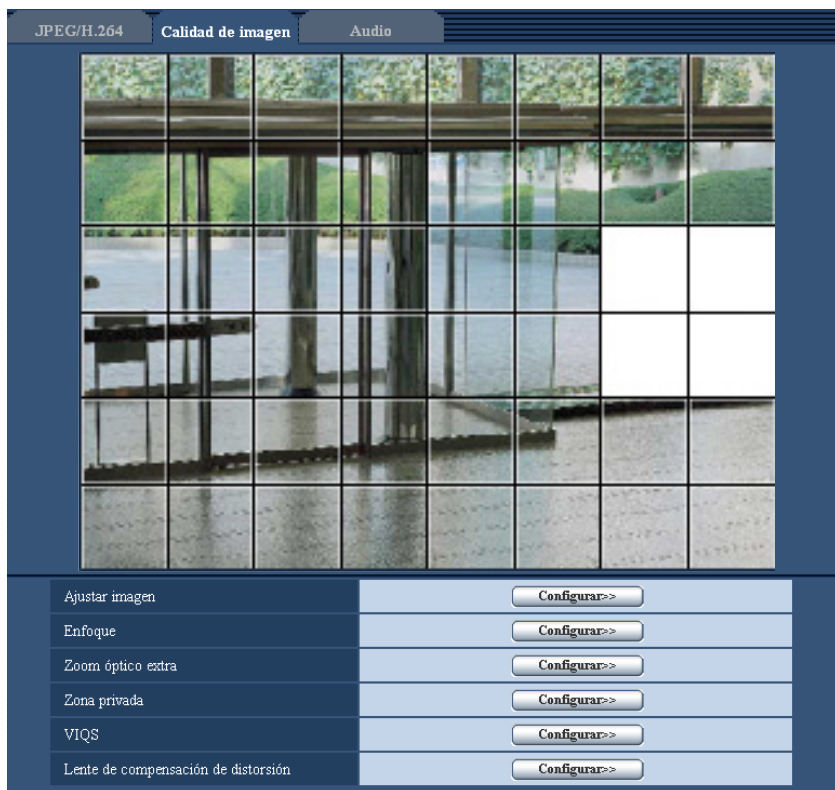 JPEG/H.264 Calidad de imagen Audio
Ajustar imagen Configurar>>
Enfoque Configurar>>
Zoom óptico extra Configurar>>
Zona privada Configurar>>
VIQS Configurar>>
Lente de compensación de distorsión Configurar>>